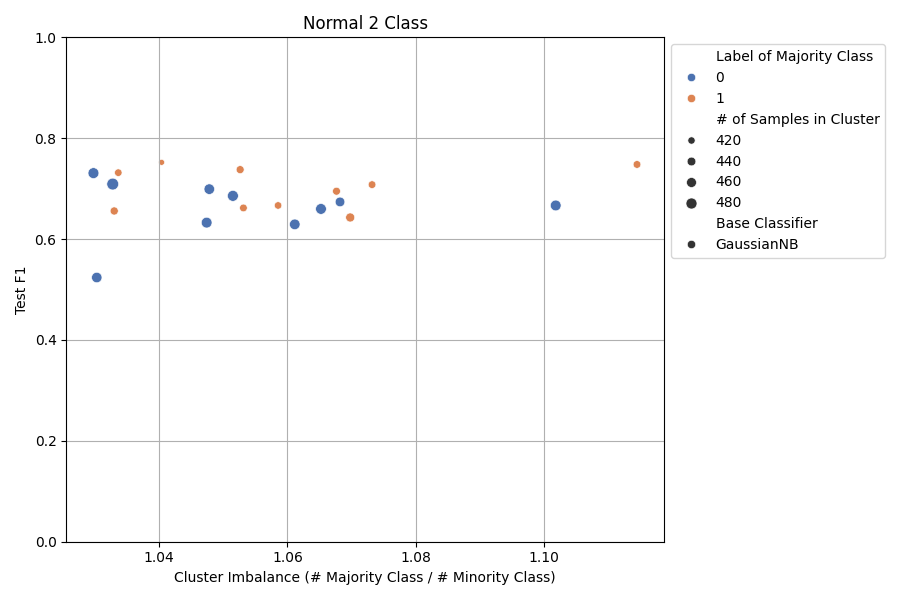 Normal 2 Class
1.0
0.8
0.6
0.4
0.2
0.0
Test F1
1.04
1.06
1.08
1.10
Cluster Imbalance (# Majority Class / # Minority Class)
Label of Majority Class
0
1
# of Samples in Cluster
420
440
460
480
Base Classifier
GaussianNB